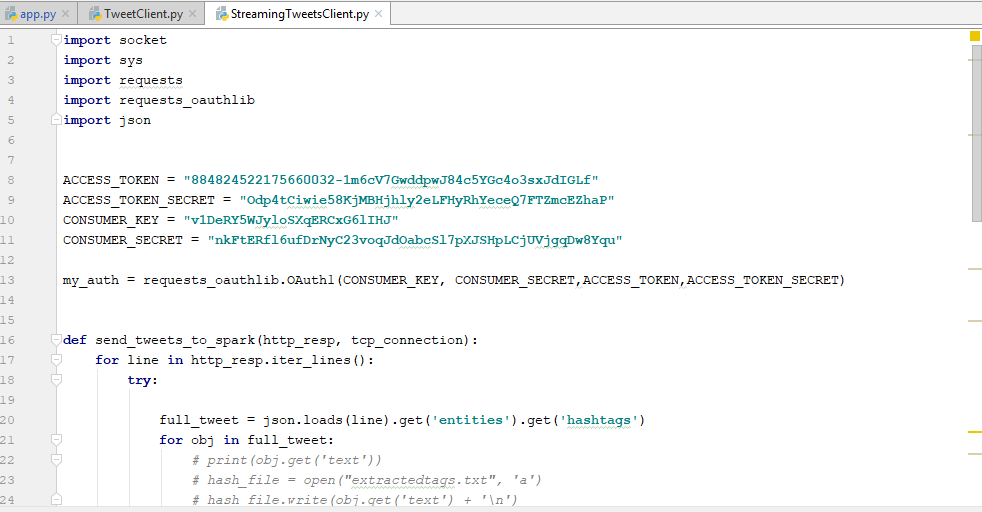 app.py
TweetClient.py
StreamingTweetsClient.py
1 import socket
2 import sys
3 import requests
4 import requests_oauthlib
5 import json
6
7
8 ACCESS_TOKEN = "884824522175660032-1m6cV7GwddpwJ84c5YGc4o3sxJdIGLf"
9 ACCESS_TOKEN_SECRET = "Odp4tCiwie58KjMBHjhly2eLFHyRhYeceQ7FTZmcEZhaP"
10 CONSUMER_KEY = "v1DeRY5WJyloSXqERCxG6lIHJ"
11 CONSUMER_SECRET = "nkFtERfl6ufDrNyC23voqJdOabcSl7pXJSHpLCjUVjgqDw8Yqu"
12
13 my_auth = requests_oauthlib.OAuth1(CONSUMER_KEY, CONSUMER_SECRET,ACCESS_TOKEN,ACCESS_TOKEN_SECRET)
14
15
16 def send_tweets_to_spark(http_resp, tcp_connection):
17     for line in http_resp.iter_lines():
18         try:
19
20             full_tweet = json.loads(line).get('entities').get('hashtags')
21             for obj in full_tweet:
22                 # print(obj.get('text'))
23                 # hash_file = open("extractedtags.txt", 'a')
24                 # hash_file.write(obj.get('text') + '\n')